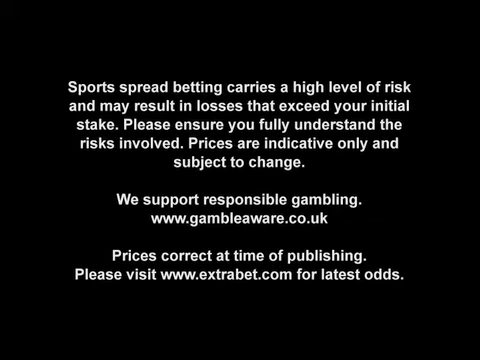 Sports spread betting carries a high level of risk
and may result in losses that exceed your initial
stake. Please ensure you fully understand the
risks involved. Prices are indicative only and
subject to change.
We support responsible gambling.
www.gambleaware.co.uk
Prices correct at time of publishing.
Please visit www.extrabet.com for latest odds.